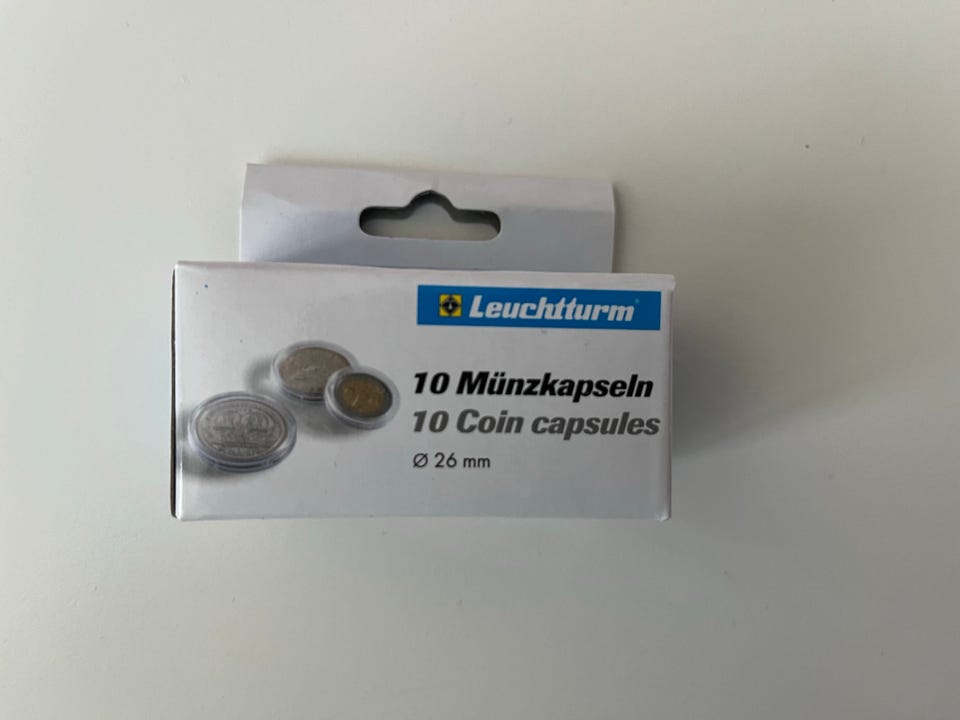 Leuchtturm
10 Münzkapseln
10 Coin capsules
Ø 26 mm